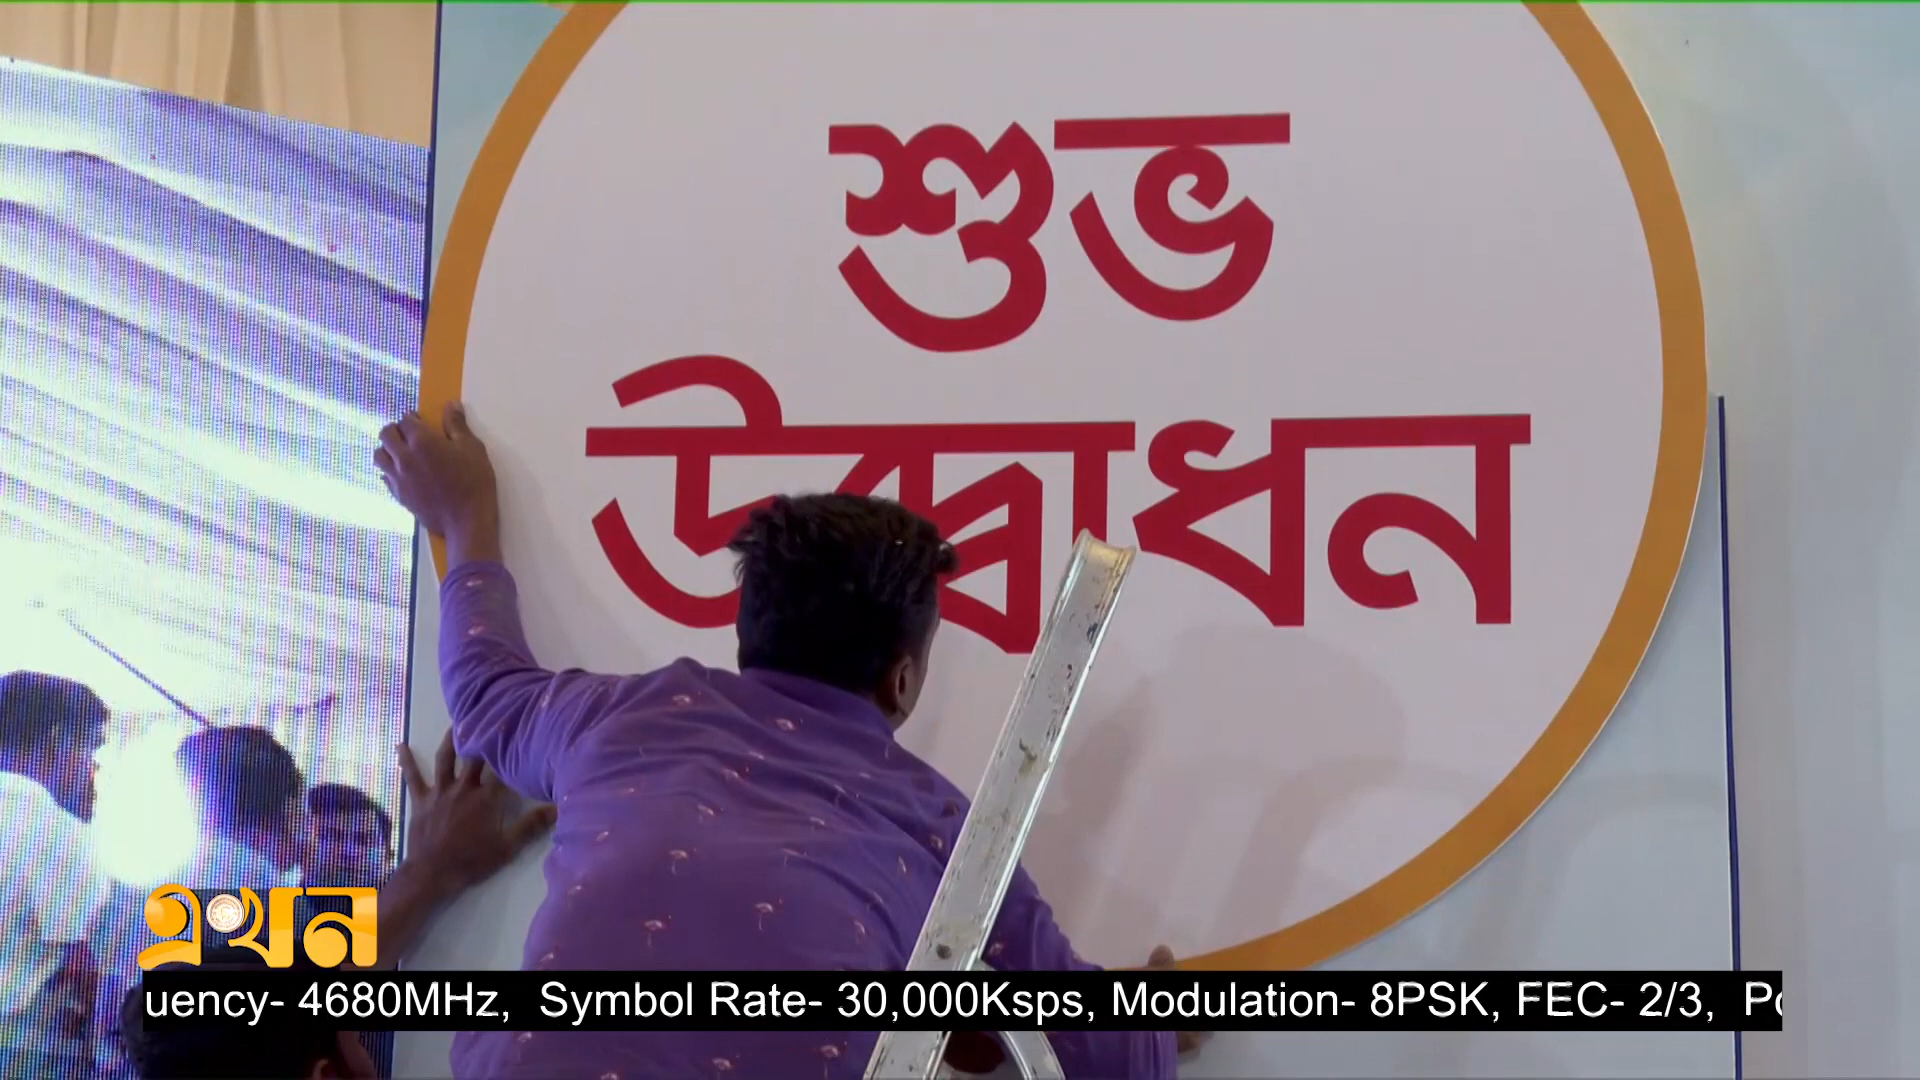 শুভ
উদ্বোধন
এখন
uency- 4680MHz, Symbol Rate- 30,000Ksps, Modulation- 8PSK, FEC- 2/3,